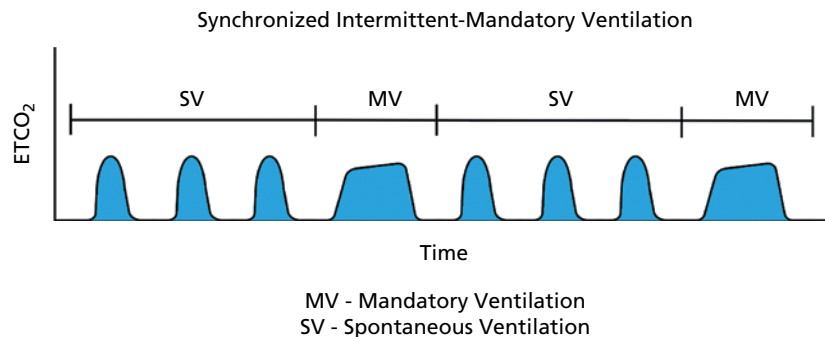 Synchronized Intermittent-Mandatory Ventilation
SV MV SV MV
ETCO₂
Time
MV - Mandatory Ventilation
SV - Spontaneous Ventilation